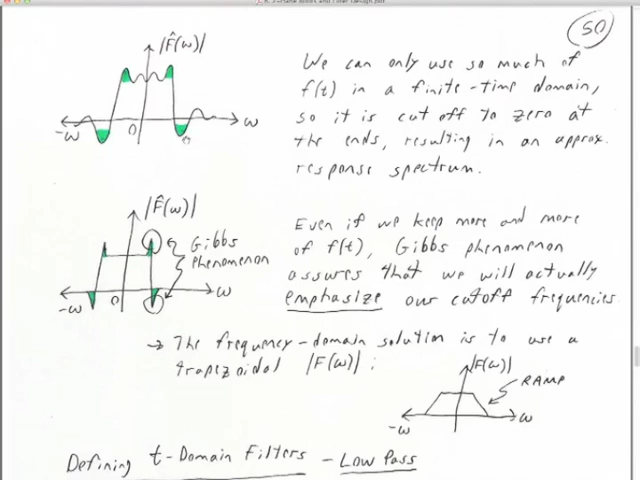 50
|F̂(ω)|
We can only use so much of
f(t) in a finite-time domain,
so it is cut off to zero at
the ends, resulting in an approx.
response spectrum.
-ω 0 ω
|F̂(ω)|
Gibbs
phenomenon
Even if we keep more and more
of f(t), Gibbs phenomenon
assures that we will actually
emphasize our cutoff frequencies.
-ω 0 ω
→ The frequency-domain solution is to use a
trapezoidal |F(ω)|:
|F(ω)|
RAMP
-ω ω
Defining t-Domain Filters - Low Pass